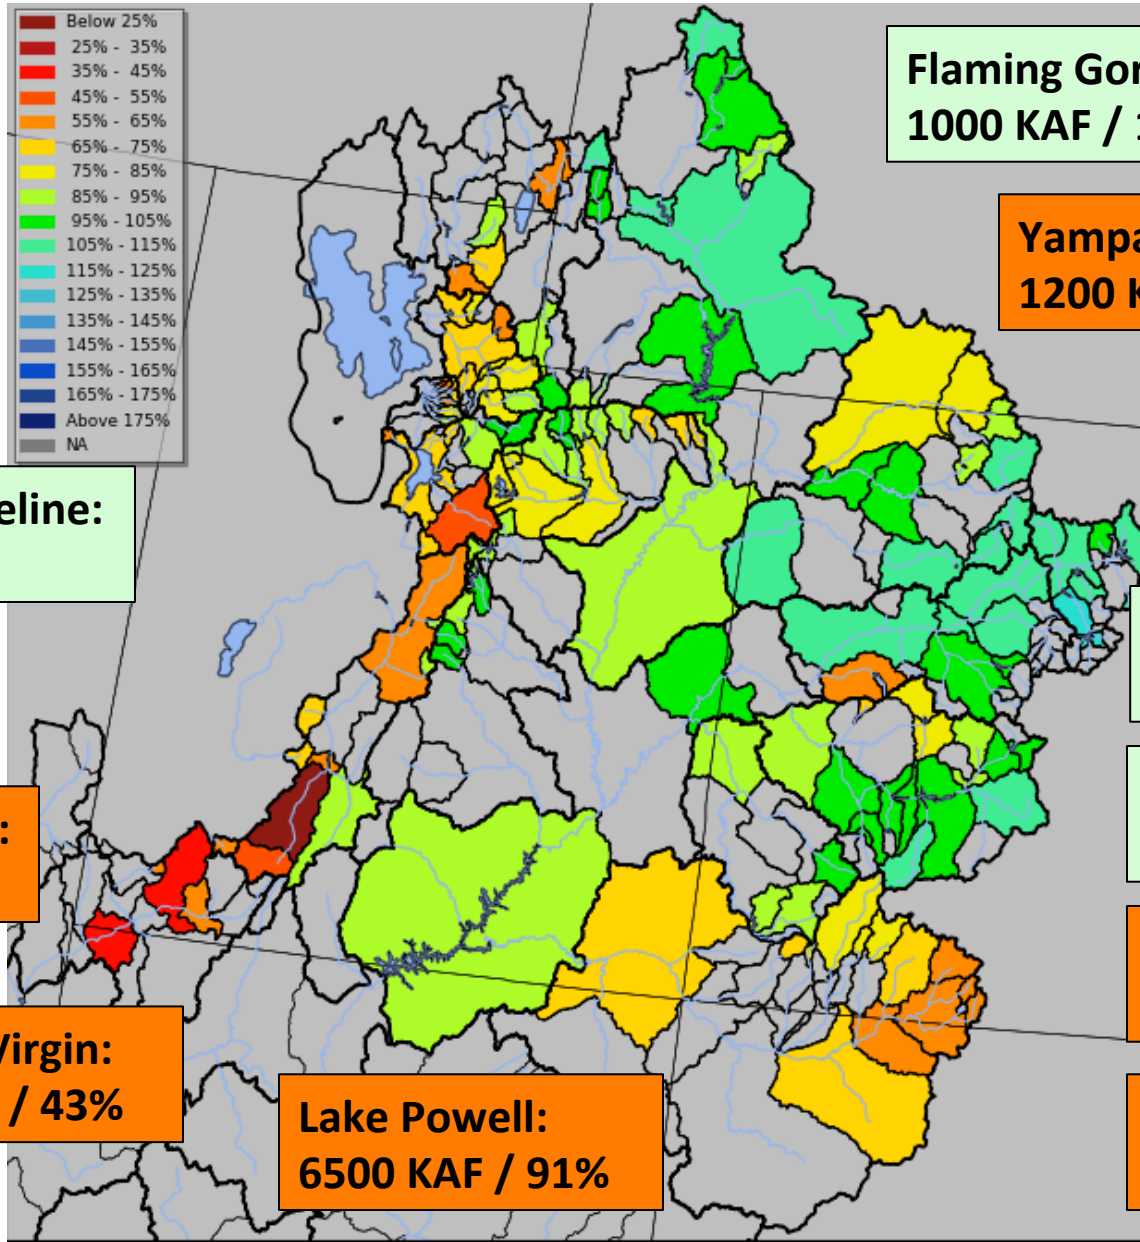 Below 25%
25% - 35%
35% - 45%
45% - 55%
55% - 65%
65% - 75%
75% - 85%
85% - 95%
95% - 105%
105% - 115%
115% - 125%
125% - 135%
135% - 145%
145% - 155%
155% - 165%
165% - 175%
Above 175%
NA
Flaming Gor
1000 KAF / 1
Yampa
1200 K
eline:
:
Virgin:
/ 43%
Lake Powell:
6500 KAF / 91%